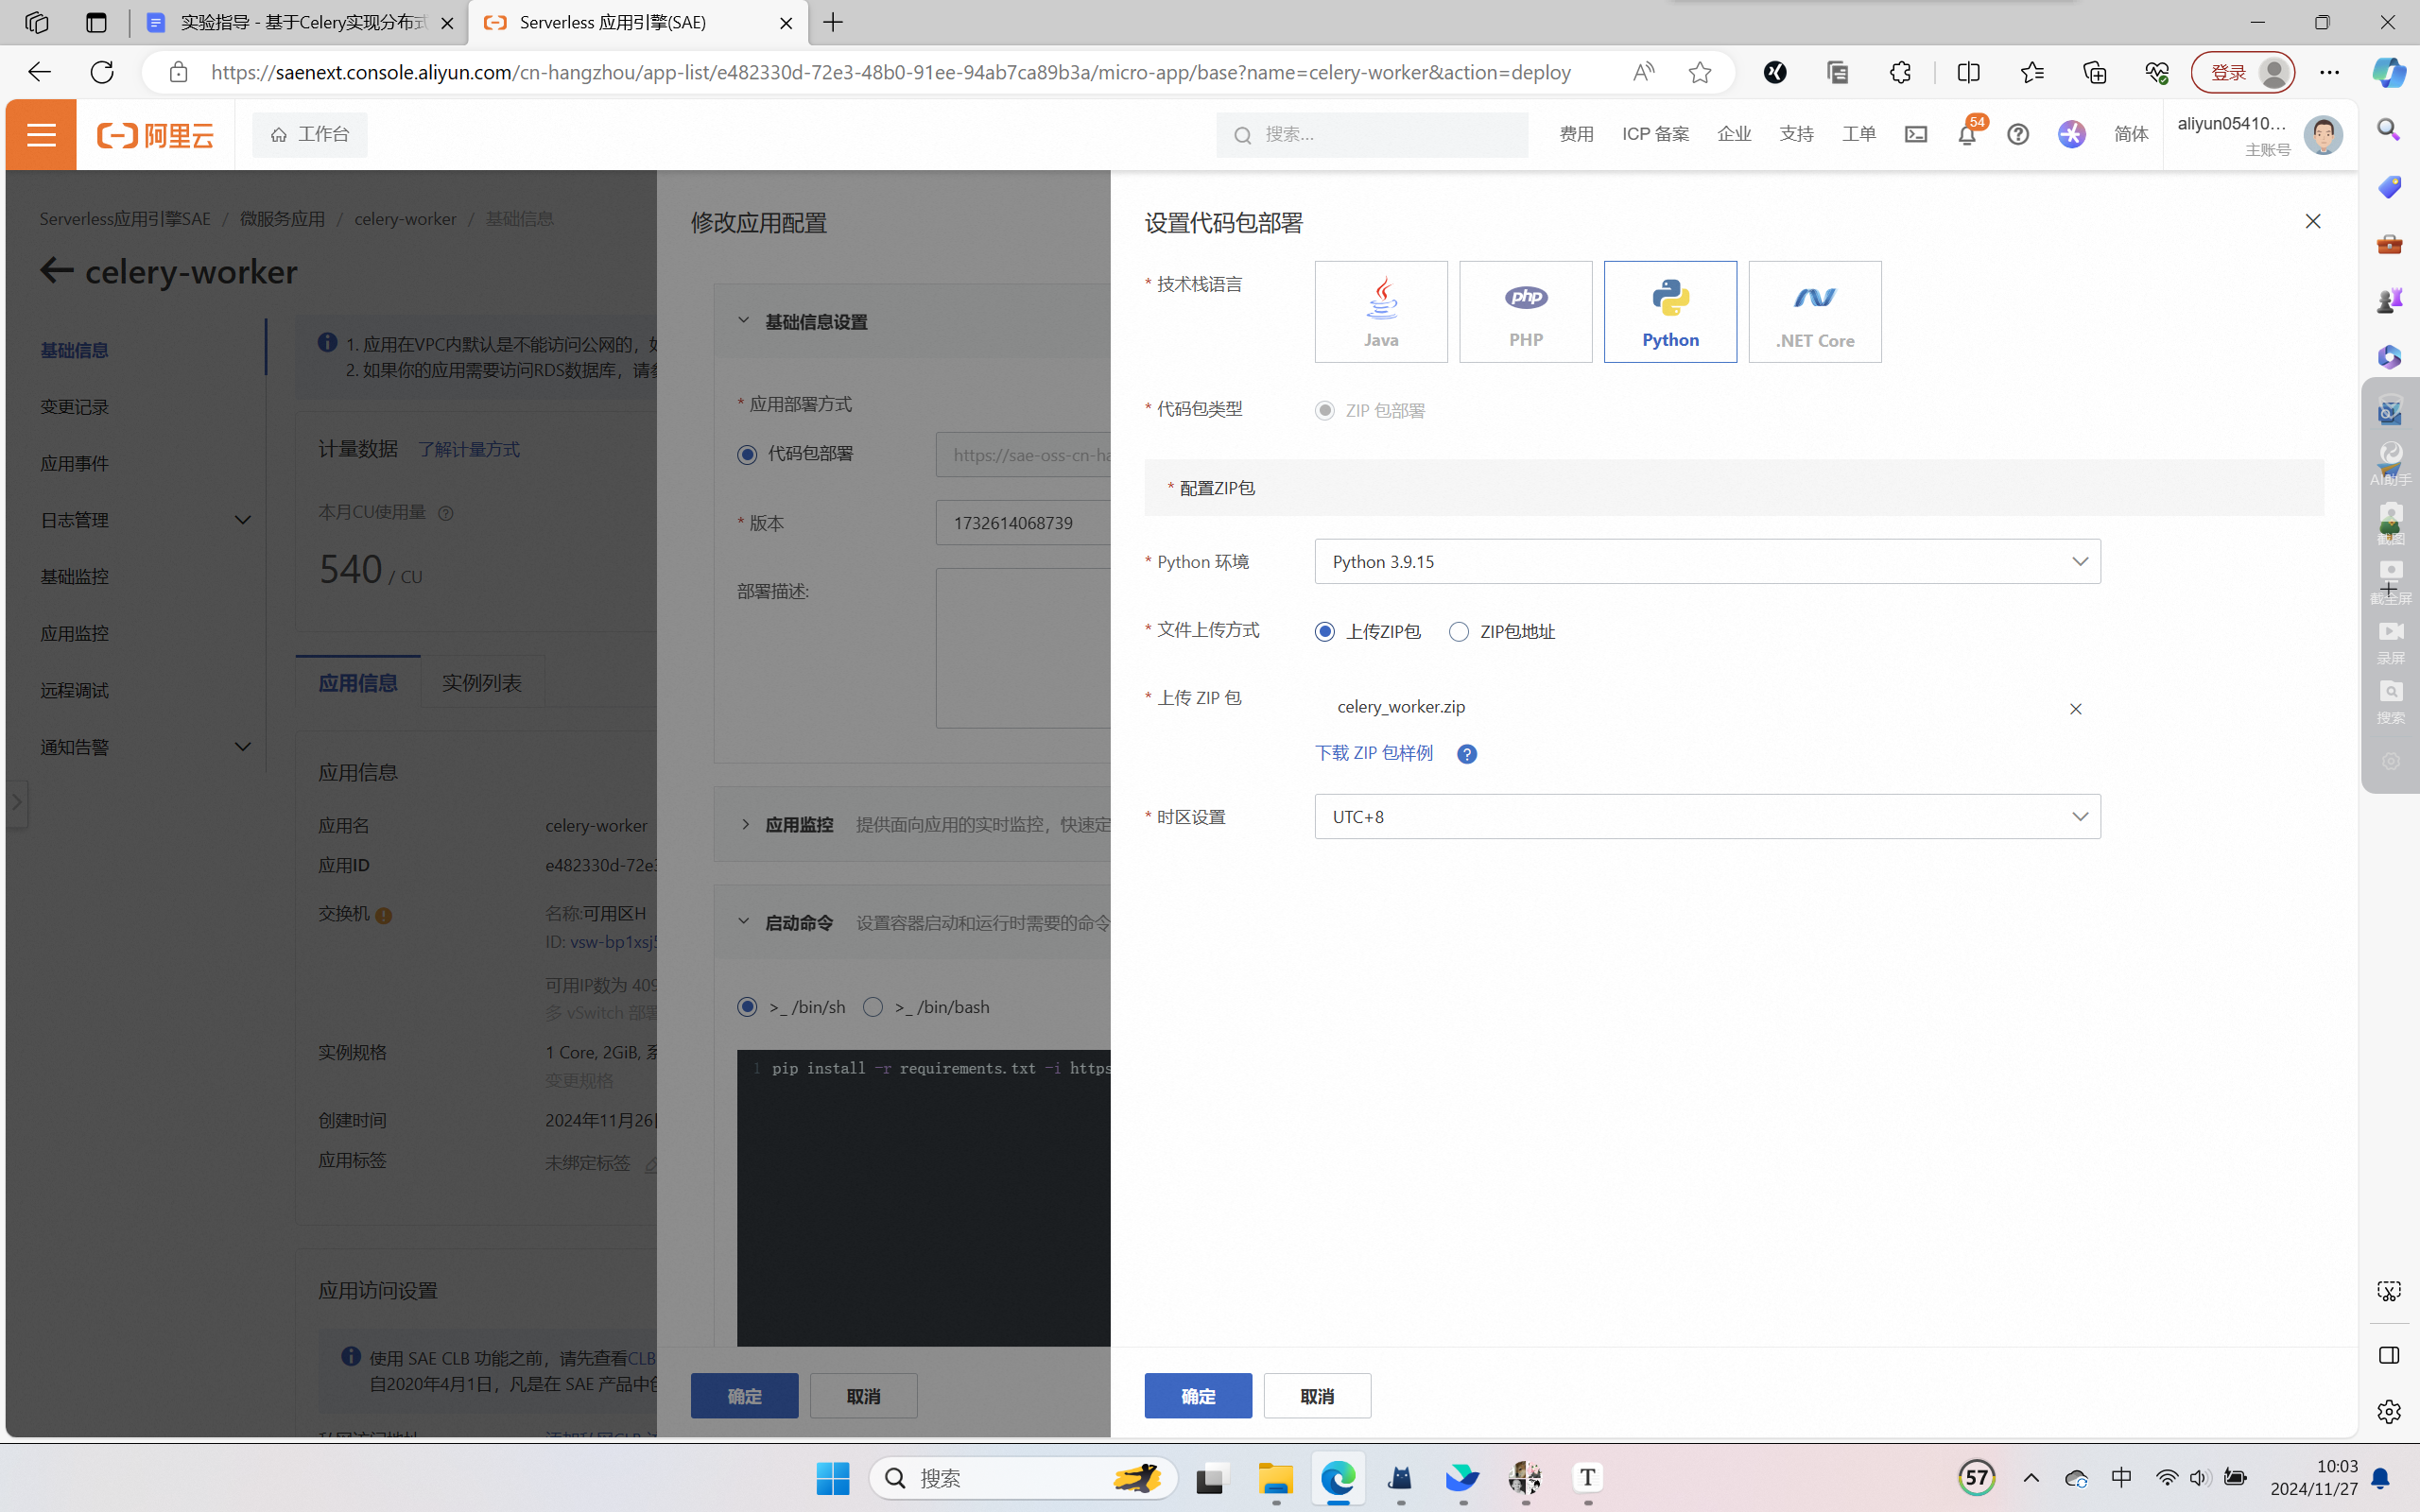 实验指导 - 基于Celery实现分布式
Serverless 应用引擎(SAE)
https://saenext.console.aliyun.com/cn-hangzhou/app-list/e482330d-72e3-48b0-91ee-94ab7ca89b3a/micro-app/base?name=celery-worker&action=deploy
登录
阿里云
工作台
搜索...
费用
ICP 备案
企业
支持
工单
54
简体
aliyun05410...
主账号
Serverless应用引擎SAE / 微服务应用 / celery-worker / 基础信息
celery-worker
基础信息
变更记录
应用事件
日志管理
基础监控
应用监控
远程调试
通知告警
1. 应用在VPC内默认是不能访问公网的,
2. 如果你的应用需要访问RDS数据库,请
计量数据 了解计量方式
本月CU使用量
540 / CU
应用信息 实例列表
应用信息
应用名 celery-worker
应用ID e482330d-72e3
交换机 名称:可用区H
ID: vsw-bp1xsj5
可用IP数为 409
多 vSwitch 部署
实例规格 1 Core, 2GiB, 系
变更规格
创建时间 2024年11月26
应用标签 未绑定标签
应用访问设置
使用 SAE CLB 功能之前,请先查看CLB
自2020年4月1日,凡是在 SAE 产品中
修改应用配置
基础信息设置
* 应用部署方式
代码包部署 https://sae-oss-cn-ha
* 版本 1732614068739
部署描述:
应用监控 提供面向应用的实时监控,快速定
启动命令 设置容器启动和运行时需要的命令
>_ /bin/sh >_ /bin/bash
1 pip install -r requirements.txt -i https
确定 取消
设置代码包部署
* 技术栈语言
Java
php
PHP
Python
.NET Core
* 代码包类型 ZIP 包部署
* 配置ZIP包
* Python 环境 Python 3.9.15
* 文件上传方式 上传ZIP包 ZIP包地址
* 上传 ZIP 包 celery_worker.zip
下载 ZIP 包样例
* 时区设置 UTC+8
确定 取消
AI助手
截图
截全屏
录屏
搜索
搜索
57
中
10:03
2024/11/27